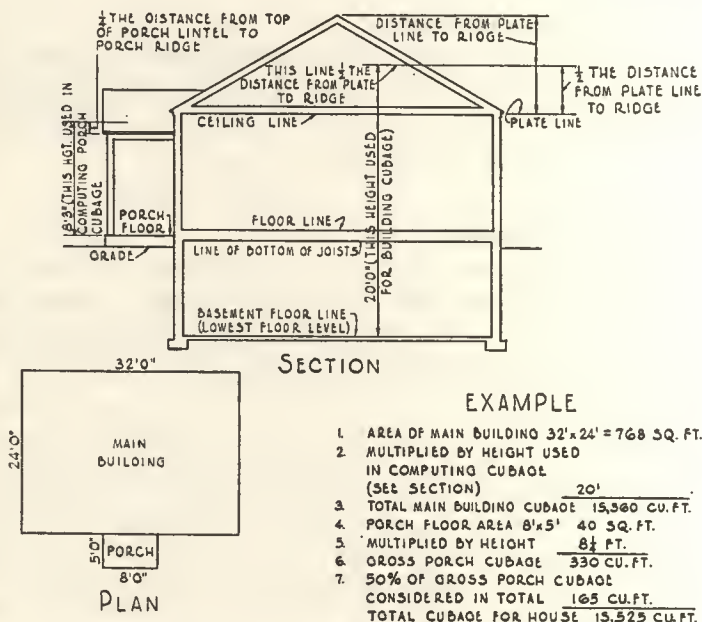 ½ THE DISTANCE FROM TOP
OF PORCH LINTEL TO
PORCH RIDGE
DISTANCE FROM PLATE
LINE TO RIDGE
THIS LINE ½ THE
DISTANCE FROM PLATE
TO RIDGE
½ THE DISTANCE
FROM PLATE LINE
TO RIDGE
CEILING LINE
PLATE LINE
8'3" (THIS HGT. USED IN
COMPUTING PORCH
CUBAGE
PORCH
FLOOR
FLOOR LINE
GRADE
LINE OF BOTTOM OF JOISTS
20'0" (THIS HEIGHT USED
FOR BUILDING CUBAGE)
BASEMENT FLOOR LINE
(LOWEST FLOOR LEVEL)
SECTION
32'0"
24'0"
MAIN
BUILDING
5'0"
PORCH
8'0"
PLAN
EXAMPLE
1. AREA OF MAIN BUILDING 32'x24' = 768 SQ. FT.
2. MULTIPLIED BY HEIGHT USED
IN COMPUTING CUBAGE
(SEE SECTION) 20'
3. TOTAL MAIN BUILDING CUBAGE 15,360 CU. FT.
4. PORCH FLOOR AREA 8'x5' 40 SQ. FT.
5. MULTIPLIED BY HEIGHT 8¼ FT.
6. GROSS PORCH CUBAGE 330 CU. FT.
7. 50% OF GROSS PORCH CUBAGE
CONSIDERED IN TOTAL 165 CU. FT.
TOTAL CUBAGE FOR HOUSE 15,525 CU. FT.